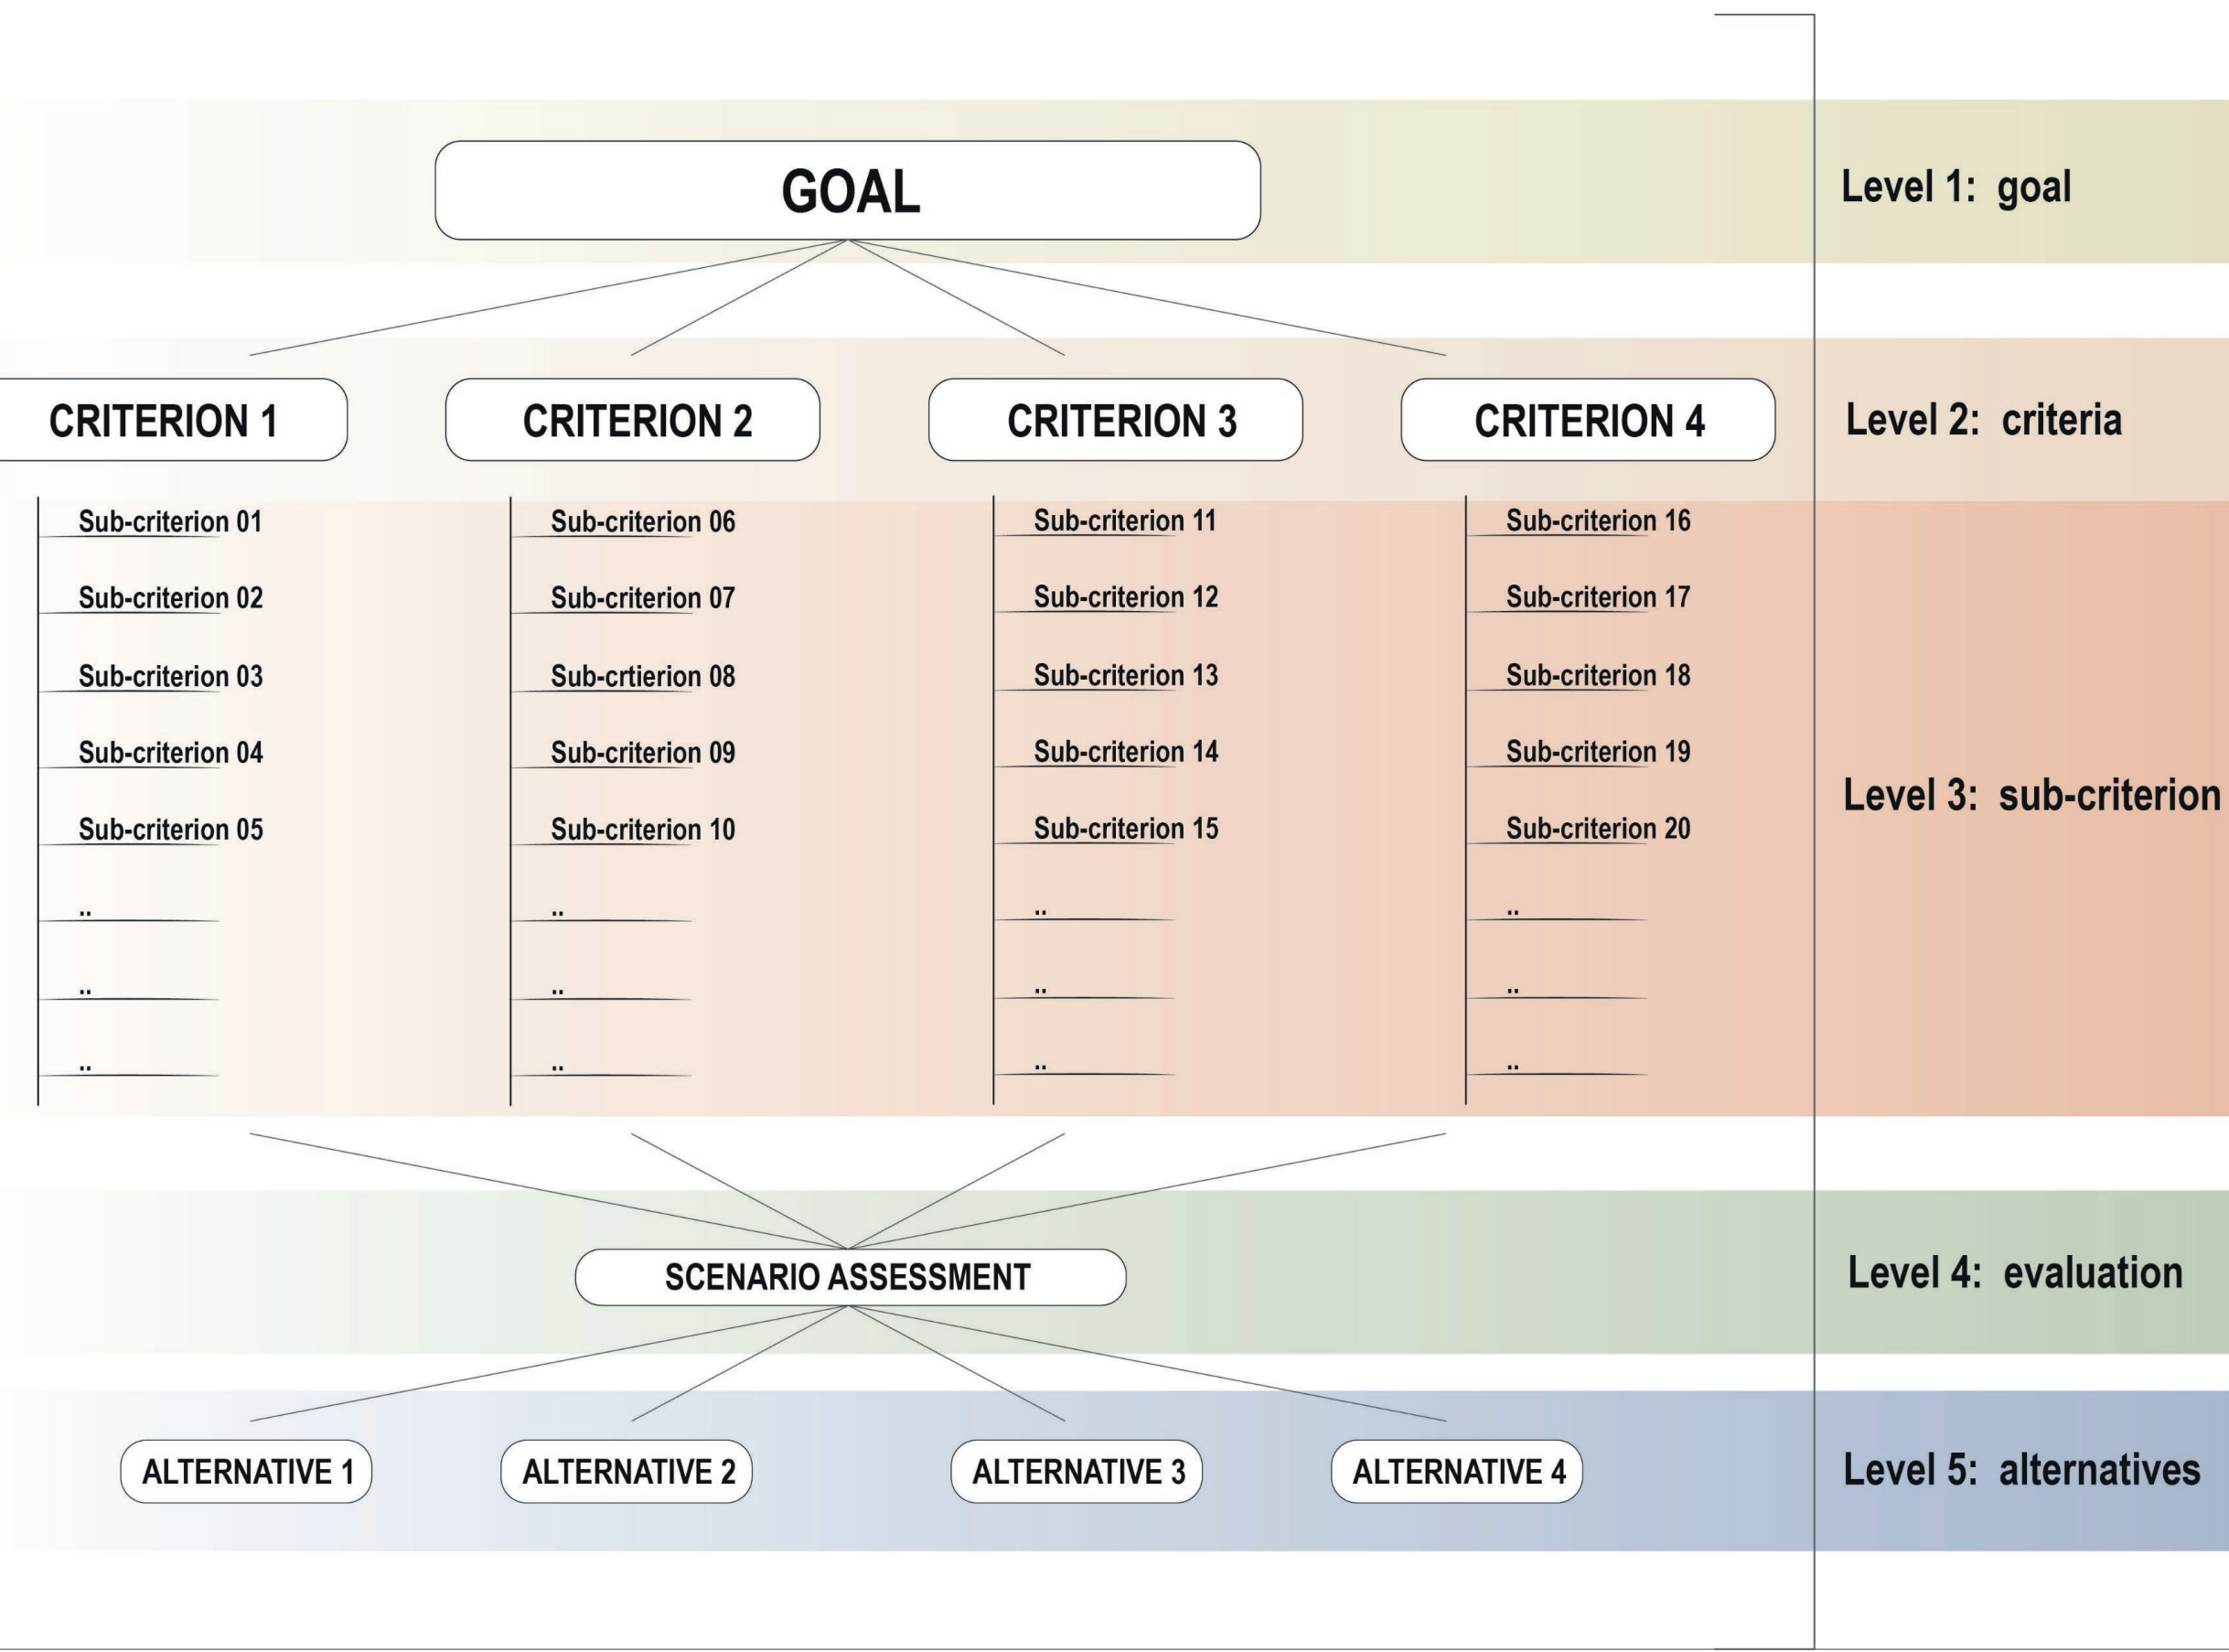 GOAL
Level 1: goal
CRITERION 1
CRITERION 2
CRITERION 3
CRITERION 4
Level 2: criteria
Sub-criterion 01
Sub-criterion 02
Sub-criterion 03
Sub-criterion 04
Sub-criterion 05
..
..
..
Sub-criterion 06
Sub-criterion 07
Sub-crtierion 08
Sub-criterion 09
Sub-criterion 10
..
..
..
Sub-criterion 11
Sub-criterion 12
Sub-criterion 13
Sub-criterion 14
Sub-criterion 15
..
..
..
Sub-criterion 16
Sub-criterion 17
Sub-criterion 18
Sub-criterion 19
Sub-criterion 20
..
..
..
Level 3: sub-criterion
SCENARIO ASSESSMENT
Level 4: evaluation
ALTERNATIVE 1
ALTERNATIVE 2
ALTERNATIVE 3
ALTERNATIVE 4
Level 5: alternatives